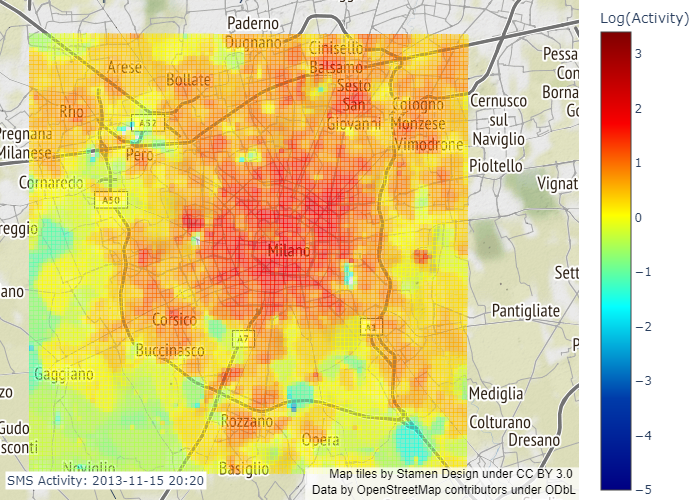 Log(Activity)
Paderno
Dugnano
Cinisello
Balsamo
Arese
Bollate
Sesto
San
Giovanni
Pessa
Con
Borna
Go
Rho
A52
Cologno
Monzese
Cernusco
sul
Naviglio
Pregnana
Milanese
Pero
Vimodrone
Pioltello
Cornaredo
Vignat
A50
reggio
Milano
Sett
ano
Pantigliate
Corsico
A7
A1
Buccinasco
P
Gaggiano
zo
Mediglia
Rozzano
Colturano
Gudo
sconti
Opera
Dresano
Noviglio
Basiglio
SMS Activity: 2013-11-15 20:20
Map tiles by Stamen Design under CC BY 3.0
Data by OpenStreetMap contributors under ODbL
3
2
1
0
−1
−2
−3
−4
−5